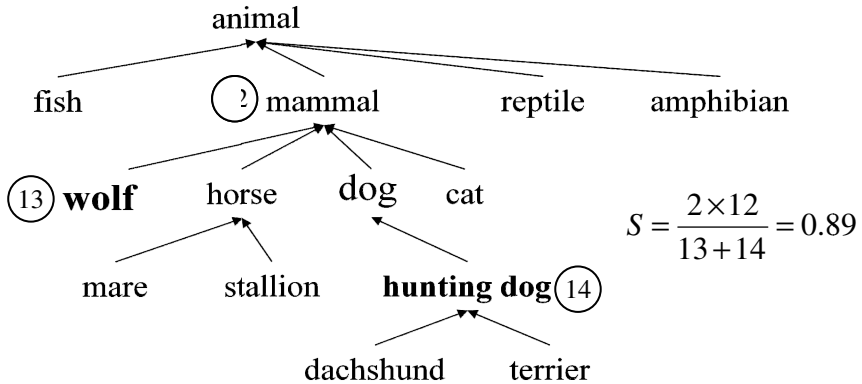 animal
fish 2 mammal reptile amphibian
13 wolf horse dog cat
S = 2×12 / 13+14 = 0.89
mare stallion hunting dog 14
dachshund terrier